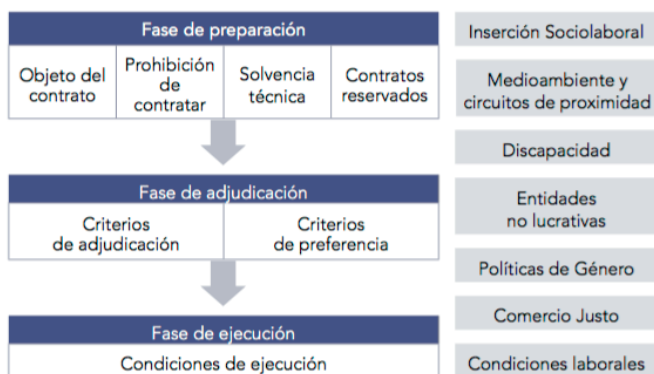 Fase de preparación
Objeto del
contrato
Prohibición
de
contratar
Solvencia
técnica
Contratos
reservados
Fase de adjudicación
Criterios
de adjudicación
Criterios
de preferencia
Fase de ejecución
Condiciones de ejecución
Inserción Sociolaboral
Medioambiente y
circuitos de proximidad
Discapacidad
Entidades
no lucrativas
Políticas de Género
Comercio Justo
Condiciones laborales